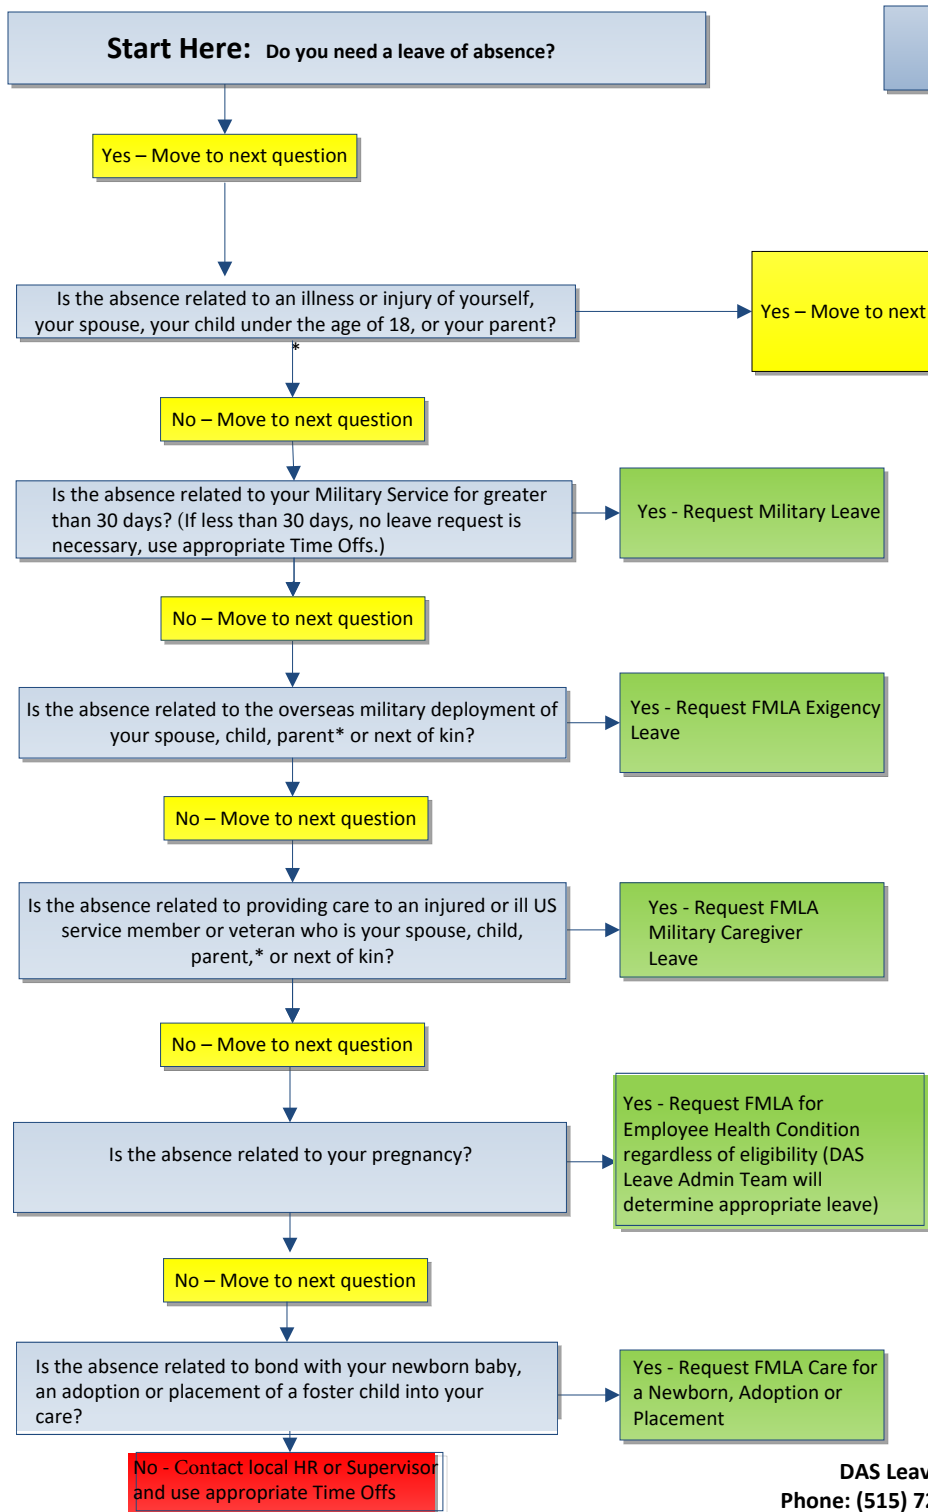 Start Here: Do you need a leave of absence?
Yes – Move to next question
Is the absence related to an illness or injury of yourself,
your spouse, your child under the age of 18, or your parent?
*
Yes – Move to next
No – Move to next question
Is the absence related to your Military Service for greater
than 30 days? (If less than 30 days, no leave request is
necessary, use appropriate Time Offs.)
Yes - Request Military Leave
No – Move to next question
Is the absence related to the overseas military deployment of
your spouse, child, parent* or next of kin?
Yes - Request FMLA Exigency
Leave
No – Move to next question
Is the absence related to providing care to an injured or ill US
service member or veteran who is your spouse, child,
parent,* or next of kin?
Yes - Request FMLA
Military Caregiver
Leave
No – Move to next question
Is the absence related to your pregnancy?
Yes - Request FMLA for
Employee Health Condition
regardless of eligibility (DAS
Leave Admin Team will
determine appropriate leave)
No – Move to next question
Is the absence related to bond with your newborn baby,
an adoption or placement of a foster child into your
care?
Yes - Request FMLA Care for
a Newborn, Adoption or
Placement
No - Contact local HR or Supervisor
and use appropriate Time Offs
DAS Leav
Phone: (515) 72